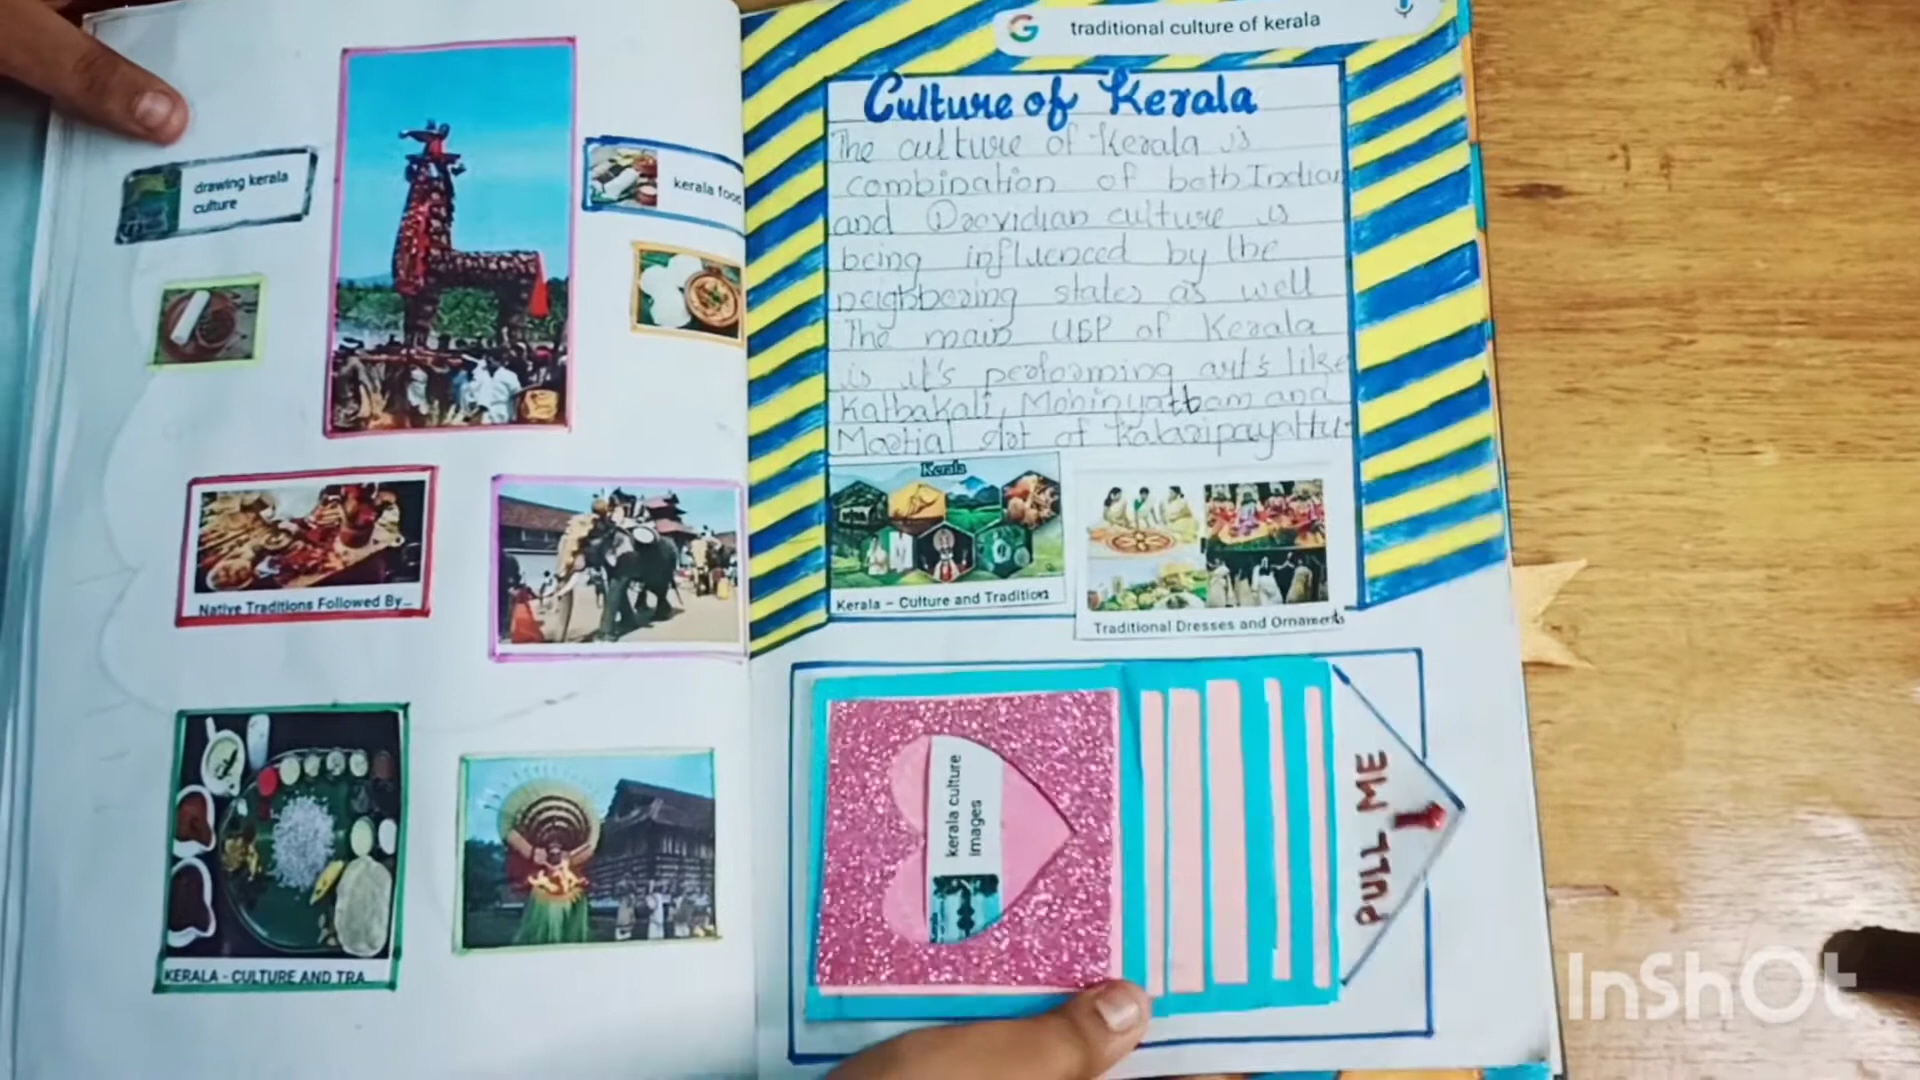 drawing kerala
culture
kerala food
Native Traditions Followed By...
KERALA - CULTURE AND TRA...
G traditional culture of kerala
Culture of Kerala
The culture of Kerala is
combination of both Indian
and Dravidian culture is
being influenced by the
neighboring states as well
The main USP of Kerala
is it's performing art's like
Kathakali, Mohinyattam and
Martial art of Kalaripayattu
Kerala
Kerala - Culture and Tradition
Traditional Dresses and Ornaments
kerala culture
images
PULL ME
InShOt